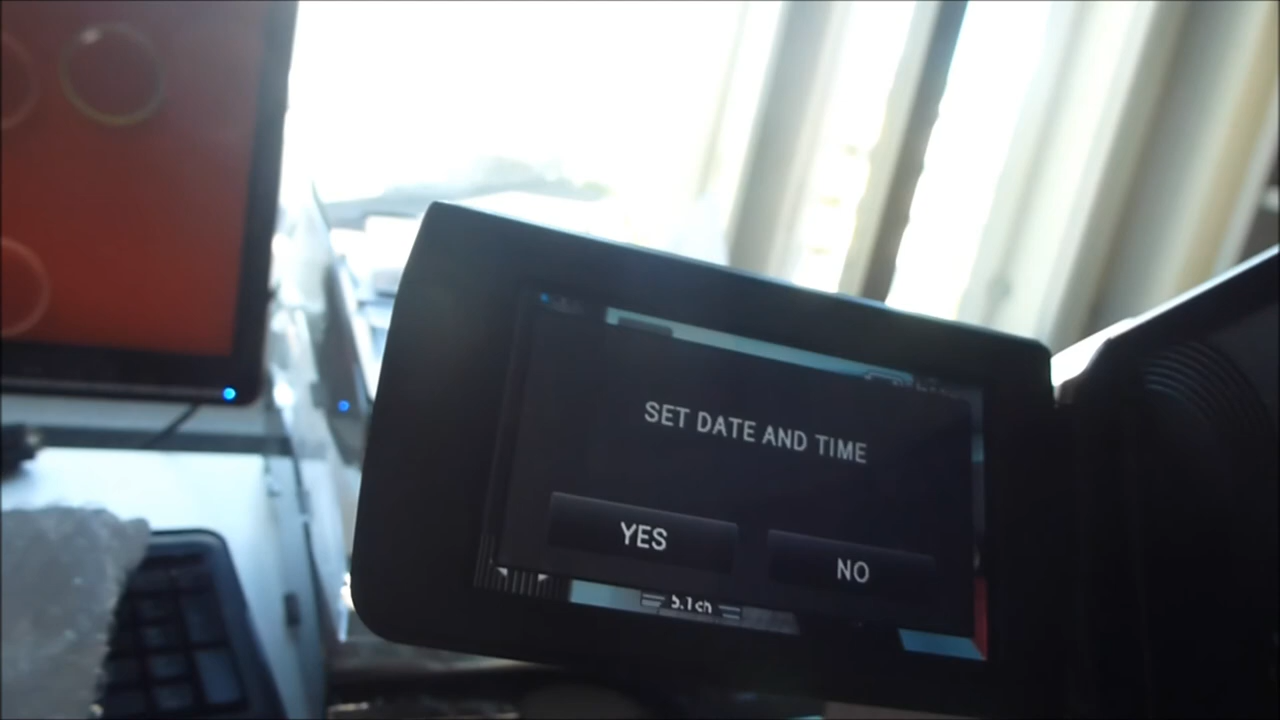 SET DATE AND TIME
YES
NO
5.1ch